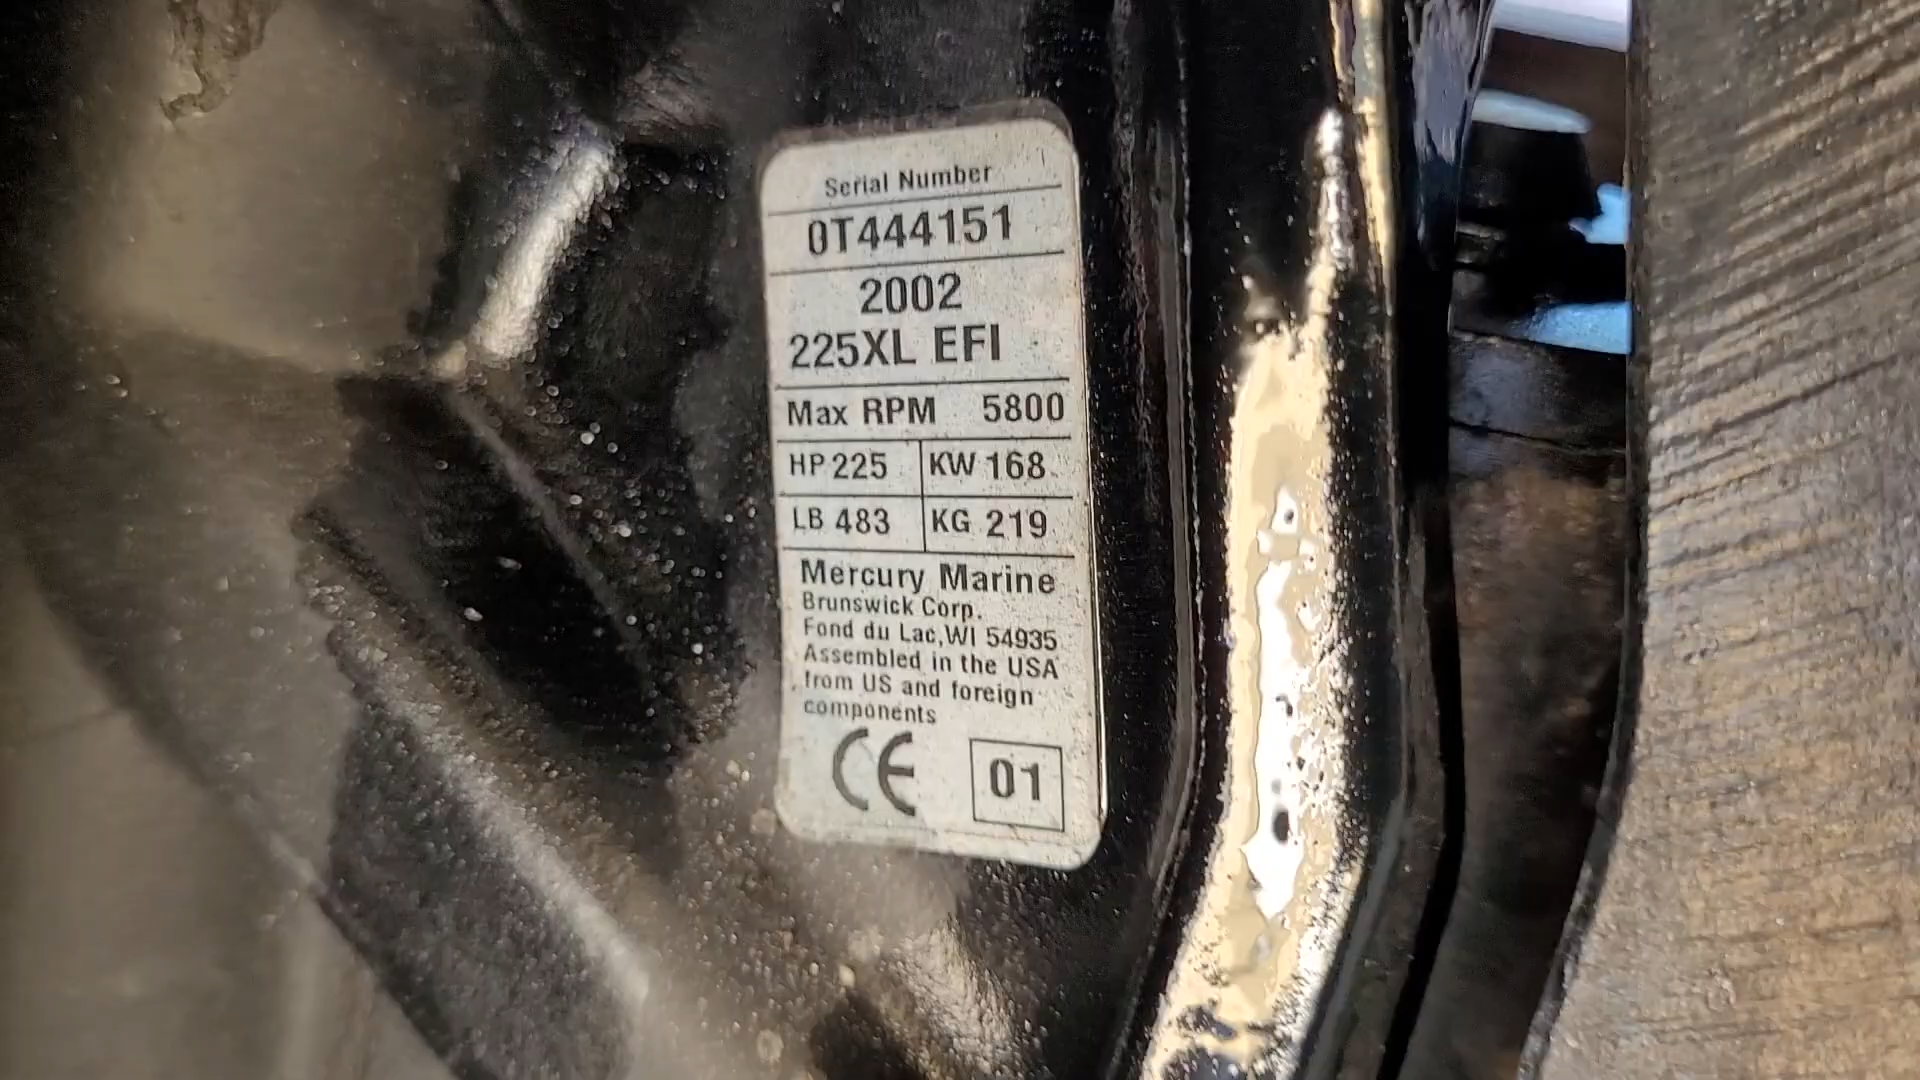 Serial Number
0T444151
2002
225XL EFI
Max RPM 5800
HP 225 KW 168
LB 483 KG 219
Mercury Marine
Brunswick Corp.
Fond du Lac,WI 54935
Assembled in the USA
from US and foreign
components
CE 01